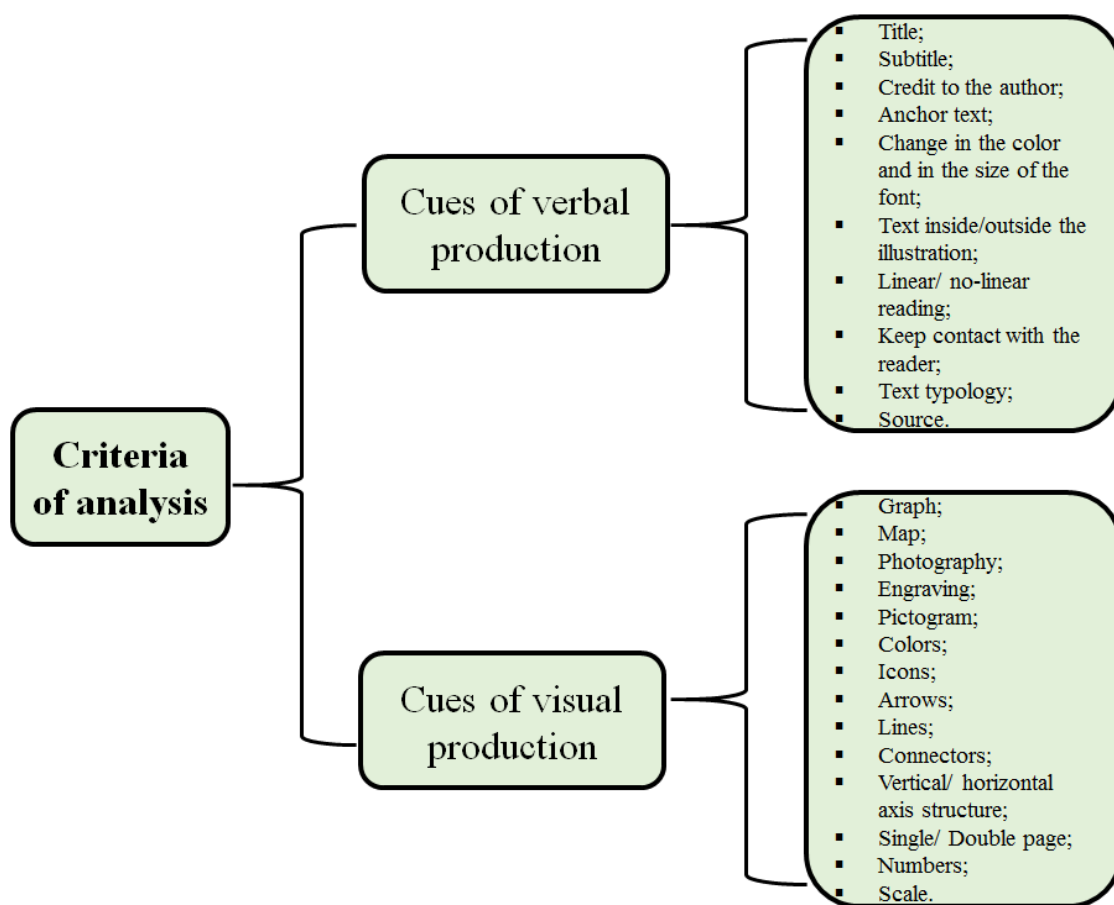 Criteria
of analysis
Cues of verbal
production
▪ Title;
▪ Subtitle;
▪ Credit to the author;
▪ Anchor text;
▪ Change in the color
and in the size of the
font;
▪ Text inside/outside the
illustration;
▪ Linear/ no-linear
reading;
▪ Keep contact with the
reader;
▪ Text typology;
▪ Source.
Cues of visual
production
▪ Graph;
▪ Map;
▪ Photography;
▪ Engraving;
▪ Pictogram;
▪ Colors;
▪ Icons;
▪ Arrows;
▪ Lines;
▪ Connectors;
▪ Vertical/ horizontal
axis structure;
▪ Single/ Double page;
▪ Numbers;
▪ Scale.